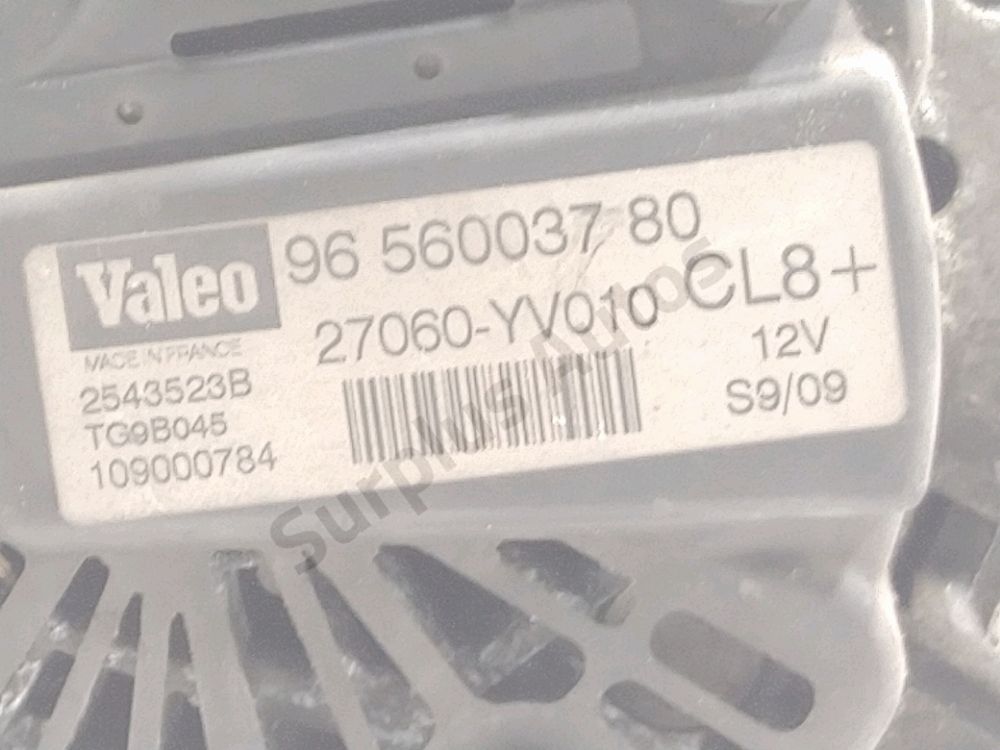 Valeo
96 560037 80
27060-YV010 CL8+
MADE IN FRANCE
12V
2543523B
S9/09
TG9B045
109000784
Surplus Autos